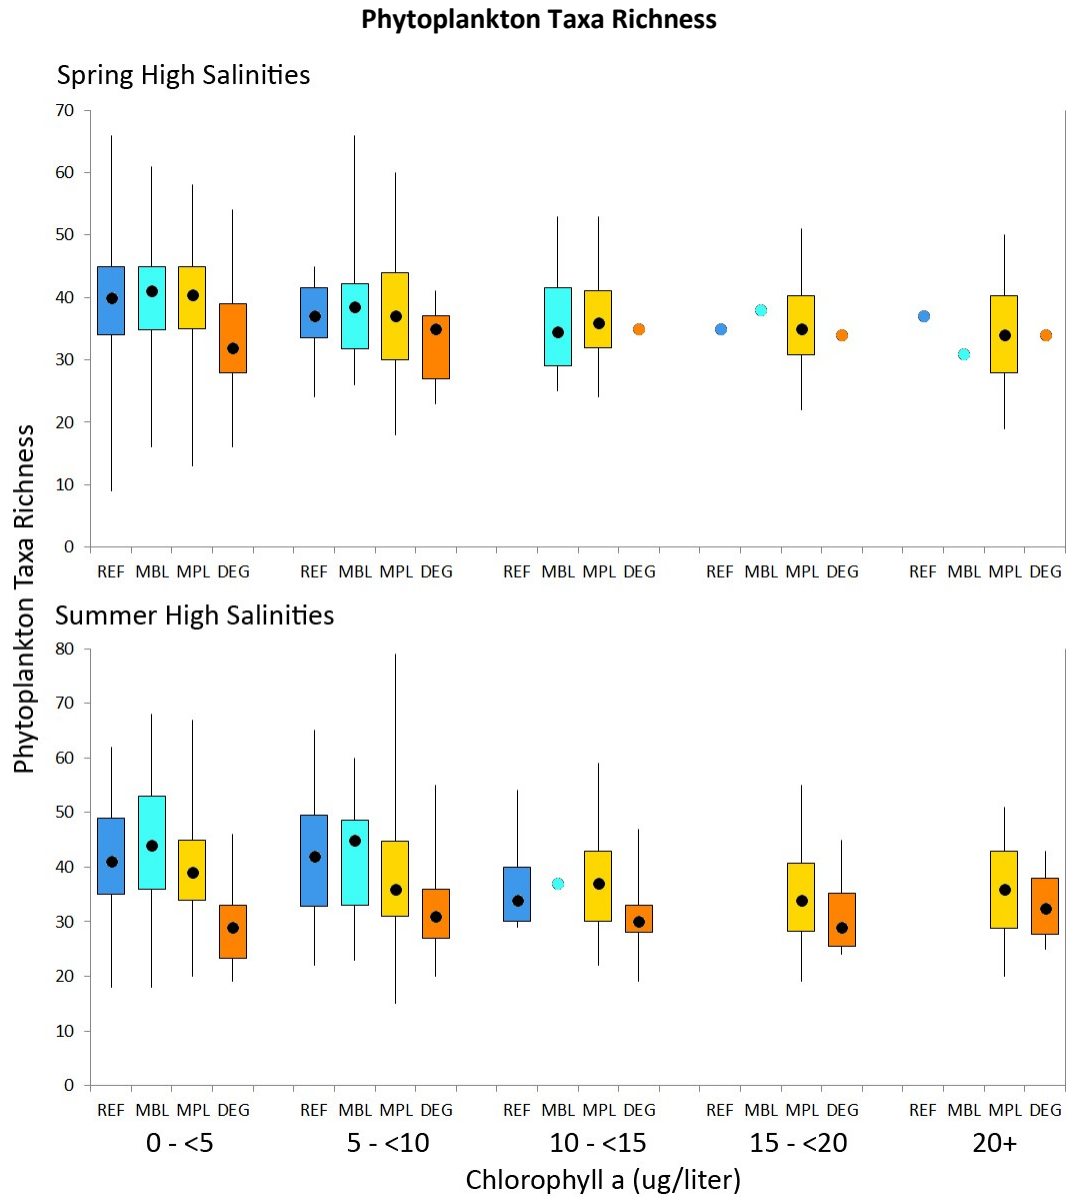 Phytoplankton Taxa Richness
Spring High Salinities
70
60
50
40
30
20
10
0
REF MBL MPL DEG REF MBL MPL DEG REF MBL MPL DEG REF MBL MPL DEG REF MBL MPL DEG
Phytoplankton Taxa Richness
Summer High Salinities
80
70
60
50
40
30
20
10
0
REF MBL MPL DEG REF MBL MPL DEG REF MBL MPL DEG REF MBL MPL DEG REF MBL MPL DEG
0 - <5 5 - <10 10 - <15 15 - <20 20+
Chlorophyll a (ug/liter)